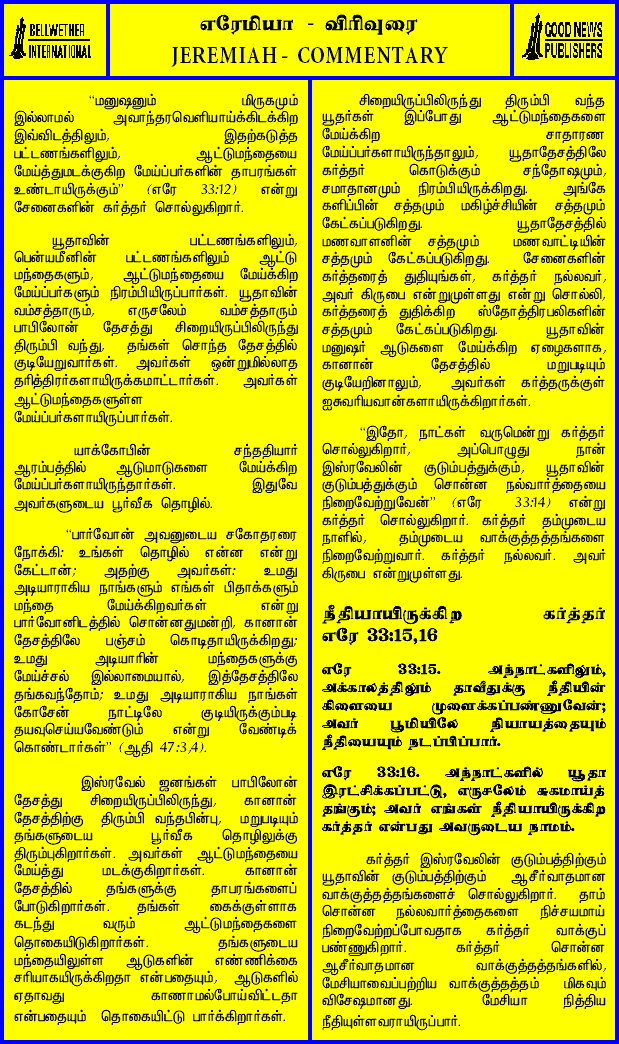 BELLWETHER
INTERNATIONAL
எரேமியா - விரிவுரை
JEREMIAH - COMMENTARY
GOOD NEWS
PUBLISHERS
“மனுஷனும் மிருகமும்
இல்லாமல் அவாந்தரவெளியாய்க்கிடக்கிற
இவ்விடத்திலும், இதற்கடுத்த
பட்டணங்களிலும், ஆட்டுமந்தையை
மேய்த்துமடக்குகிற மேய்ப்பர்களின் தாபரங்கள்
உண்டாயிருக்கும்” (எரே 33:12) என்று
சேனைகளின் கர்த்தர் சொல்லுகிறார்.
யூதாவின் பட்டணங்களிலும்,
பென்யமீனின் பட்டணங்களிலும் ஆட்டு
மந்தைகளும், ஆட்டுமந்தையை மேய்க்கிற
மேய்ப்பர்களும் நிரம்பியிருப்பார்கள். யூதாவின்
வம்சத்தாரும், எருசலேம் வம்சத்தாரும்
பாபிலோன் தேசத்து சிறையிருப்பிலிருந்து
திரும்பி வந்து, தங்கள் சொந்த தேசத்தில்
குடியேறுவார்கள். அவர்கள் ஒன்றுமில்லாத
தரித்திரர்களாயிருக்கமாட்டார்கள். அவர்கள்
ஆட்டுமந்தைகளுள்ள
மேய்ப்பர்களாயிருப்பார்கள்.
யாக்கோபின் சந்ததியார்
ஆரம்பத்தில் ஆடுமாடுகளை மேய்க்கிற
மேய்ப்பர்களாயிருந்தார்கள். இதுவே
அவர்களுடைய பூர்வீக தொழில்.
“பார்வோன் அவனுடைய சகோதரரை
நோக்கி: உங்கள் தொழில் என்ன என்று
கேட்டான்; அதற்கு அவர்கள்: உமது
அடியாராகிய நாங்களும் எங்கள் பிதாக்களும்
மந்தை மேய்க்கிறவர்கள் என்று
பார்வோனிடத்தில் சொன்னதுமன்றி, கானான்
தேசத்திலே பஞ்சம் கொடிதாயிருக்கிறது;
உமது அடியாரின் மந்தைகளுக்கு
மேய்ச்சல் இல்லாமையால், இத்தேசத்திலே
தங்கவந்தோம்; உமது அடியாராகிய நாங்கள்
கோசேன் நாட்டிலே குடியிருக்கும்படி
தயவுசெய்யவேண்டும் என்று வேண்டிக்
கொண்டார்கள்” (ஆதி 47:3,4).
இஸ்ரவேல் ஜனங்கள் பாபிலோன்
தேசத்து சிறையிருப்பிலிருந்து, கானான்
தேசத்திற்கு திரும்பி வந்தபின்பு, மறுபடியும்
தங்களுடைய பூர்வீக தொழிலுக்கு
திரும்புகிறார்கள். அவர்கள் ஆட்டுமந்தையை
மேய்த்து மடக்குகிறார்கள். கானான்
தேசத்தில் தங்களுக்கு தாபரங்களைப்
போடுகிறார்கள். தங்கள் கைக்குள்ளாக
கடந்து வரும் ஆட்டுமந்தைகளை
தொகையிடுகிறார்கள். தங்களுடைய
மந்தையிலுள்ள ஆடுகளின் எண்ணிக்கை
சரியாகயிருக்கிறதா என்பதையும், ஆடுகளில்
ஏதாவது காணாமல்போய்விட்டதா
என்பதையும் தொகையிட்டு பார்க்கிறார்கள்.
சிறையிருப்பிலிருந்து திரும்பி வந்த
யூதர்கள் இப்போது ஆட்டுமந்தைகளை
மேய்க்கிற சாதாரண
மேய்ப்பர்களாயிருந்தாலும், யூதாதேசத்திலே
கர்த்தர் கொடுக்கும் சந்தோஷமும்,
சமாதானமும் நிரம்பியிருக்கிறது. அங்கே
களிப்பின் சத்தமும் மகிழ்ச்சியின் சத்தமும்
கேட்கப்படுகிறது. யூதாதேசத்தில்
மணவாளனின் சத்தமும் மணவாட்டியின்
சத்தமும் கேட்கப்படுகிறது. சேனைகளின்
கர்த்தரைத் துதியுங்கள், கர்த்தர் நல்லவர்,
அவர் கிருபை என்றுமுள்ளது என்று சொல்லி,
கர்த்தரைத் துதிக்கிற ஸ்தோத்திரபலிகளின்
சத்தமும் கேட்கப்படுகிறது. யூதாவின்
மனுஷர் ஆடுகளை மேய்க்கிற ஏழைகளாக,
கானான் தேசத்தில் மறுபடியும்
குடியேறினாலும், அவர்கள் கர்த்தருக்குள்
ஐசுவரியவான்களாயிருக்கிறார்கள்.
“இதோ, நாட்கள் வருமென்று கர்த்தர்
சொல்லுகிறார், அப்பொழுது நான்
இஸ்ரவேலின் குடும்பத்துக்கும், யூதாவின்
குடும்பத்துக்கும் சொன்ன நல்வார்த்தையை
நிறைவேற்றுவேன்” (எரே 33:14) என்று
கர்த்தர் சொல்லுகிறார். கர்த்தர் தம்முடைய
நாளில், தம்முடைய வாக்குத்தத்தங்களை
நிறைவேற்றுவார். கர்த்தர் நல்லவர். அவர்
கிருபை என்றுமுள்ளது.
நீதியாயிருக்கிற கர்த்தர்
எரே 33:15,16
எரே 33:15. அந்நாட்களிலும்,
அக்காலத்திலும் தாவீதுக்கு நீதியின்
கிளையை முளைக்கப்பண்ணுவேன்;
அவர் பூமியிலே நியாயத்தையும்
நீதியையும் நடப்பிப்பார்.
எரே 33:16. அந்நாட்களில் யூதா
இரட்சிக்கப்பட்டு, எருசலேம் சுகமாய்த்
தங்கும்; அவர் எங்கள் நீதியாயிருக்கிற
கர்த்தர் என்பது அவருடைய நாமம்.
கர்த்தர் இஸ்ரவேலின் குடும்பத்திற்கும்
யூதாவின் குடும்பத்திற்கும் ஆசீர்வாதமான
வாக்குத்தத்தங்களைச் சொல்லுகிறார். தாம்
சொன்ன நல்லவார்த்தைகளை நிச்சயமாய்
நிறைவேற்றப்போவதாக கர்த்தர் வாக்குப்
பண்ணுகிறார். கர்த்தர் சொன்ன
ஆசீர்வாதமான வாக்குத்தத்தங்களில்,
மேசியாவைப்பற்றிய வாக்குத்தத்தம் மிகவும்
விசேஷமானது. மேசியா நித்திய
நீதியுள்ளவராயிருப்பார்.